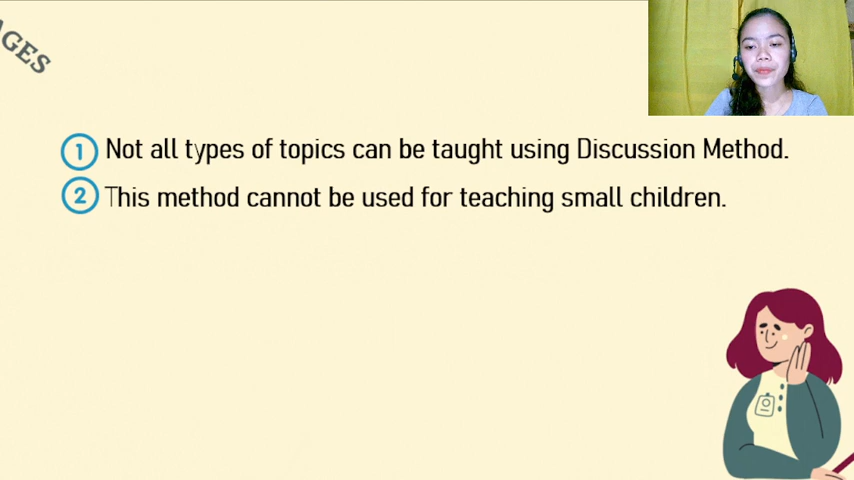 AGES
1 Not all types of topics can be taught using Discussion Method.
2 This method cannot be used for teaching small children.